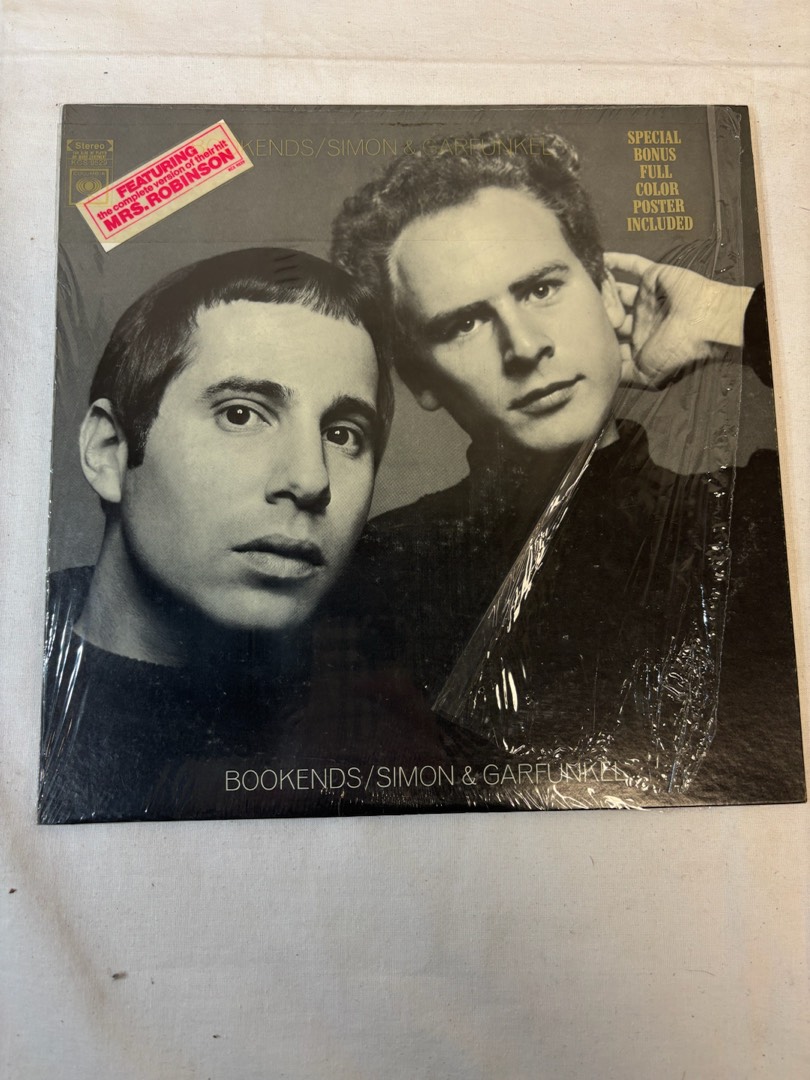 Stereo
BOOKENDS/SIMON & GARFUNKEL
FEATURING
the complete version of their hit
MRS. ROBINSON
SPECIAL
BONUS
FULL
COLOR
POSTER
INCLUDED
BOOKENDS/SIMON & GARFUNKEL